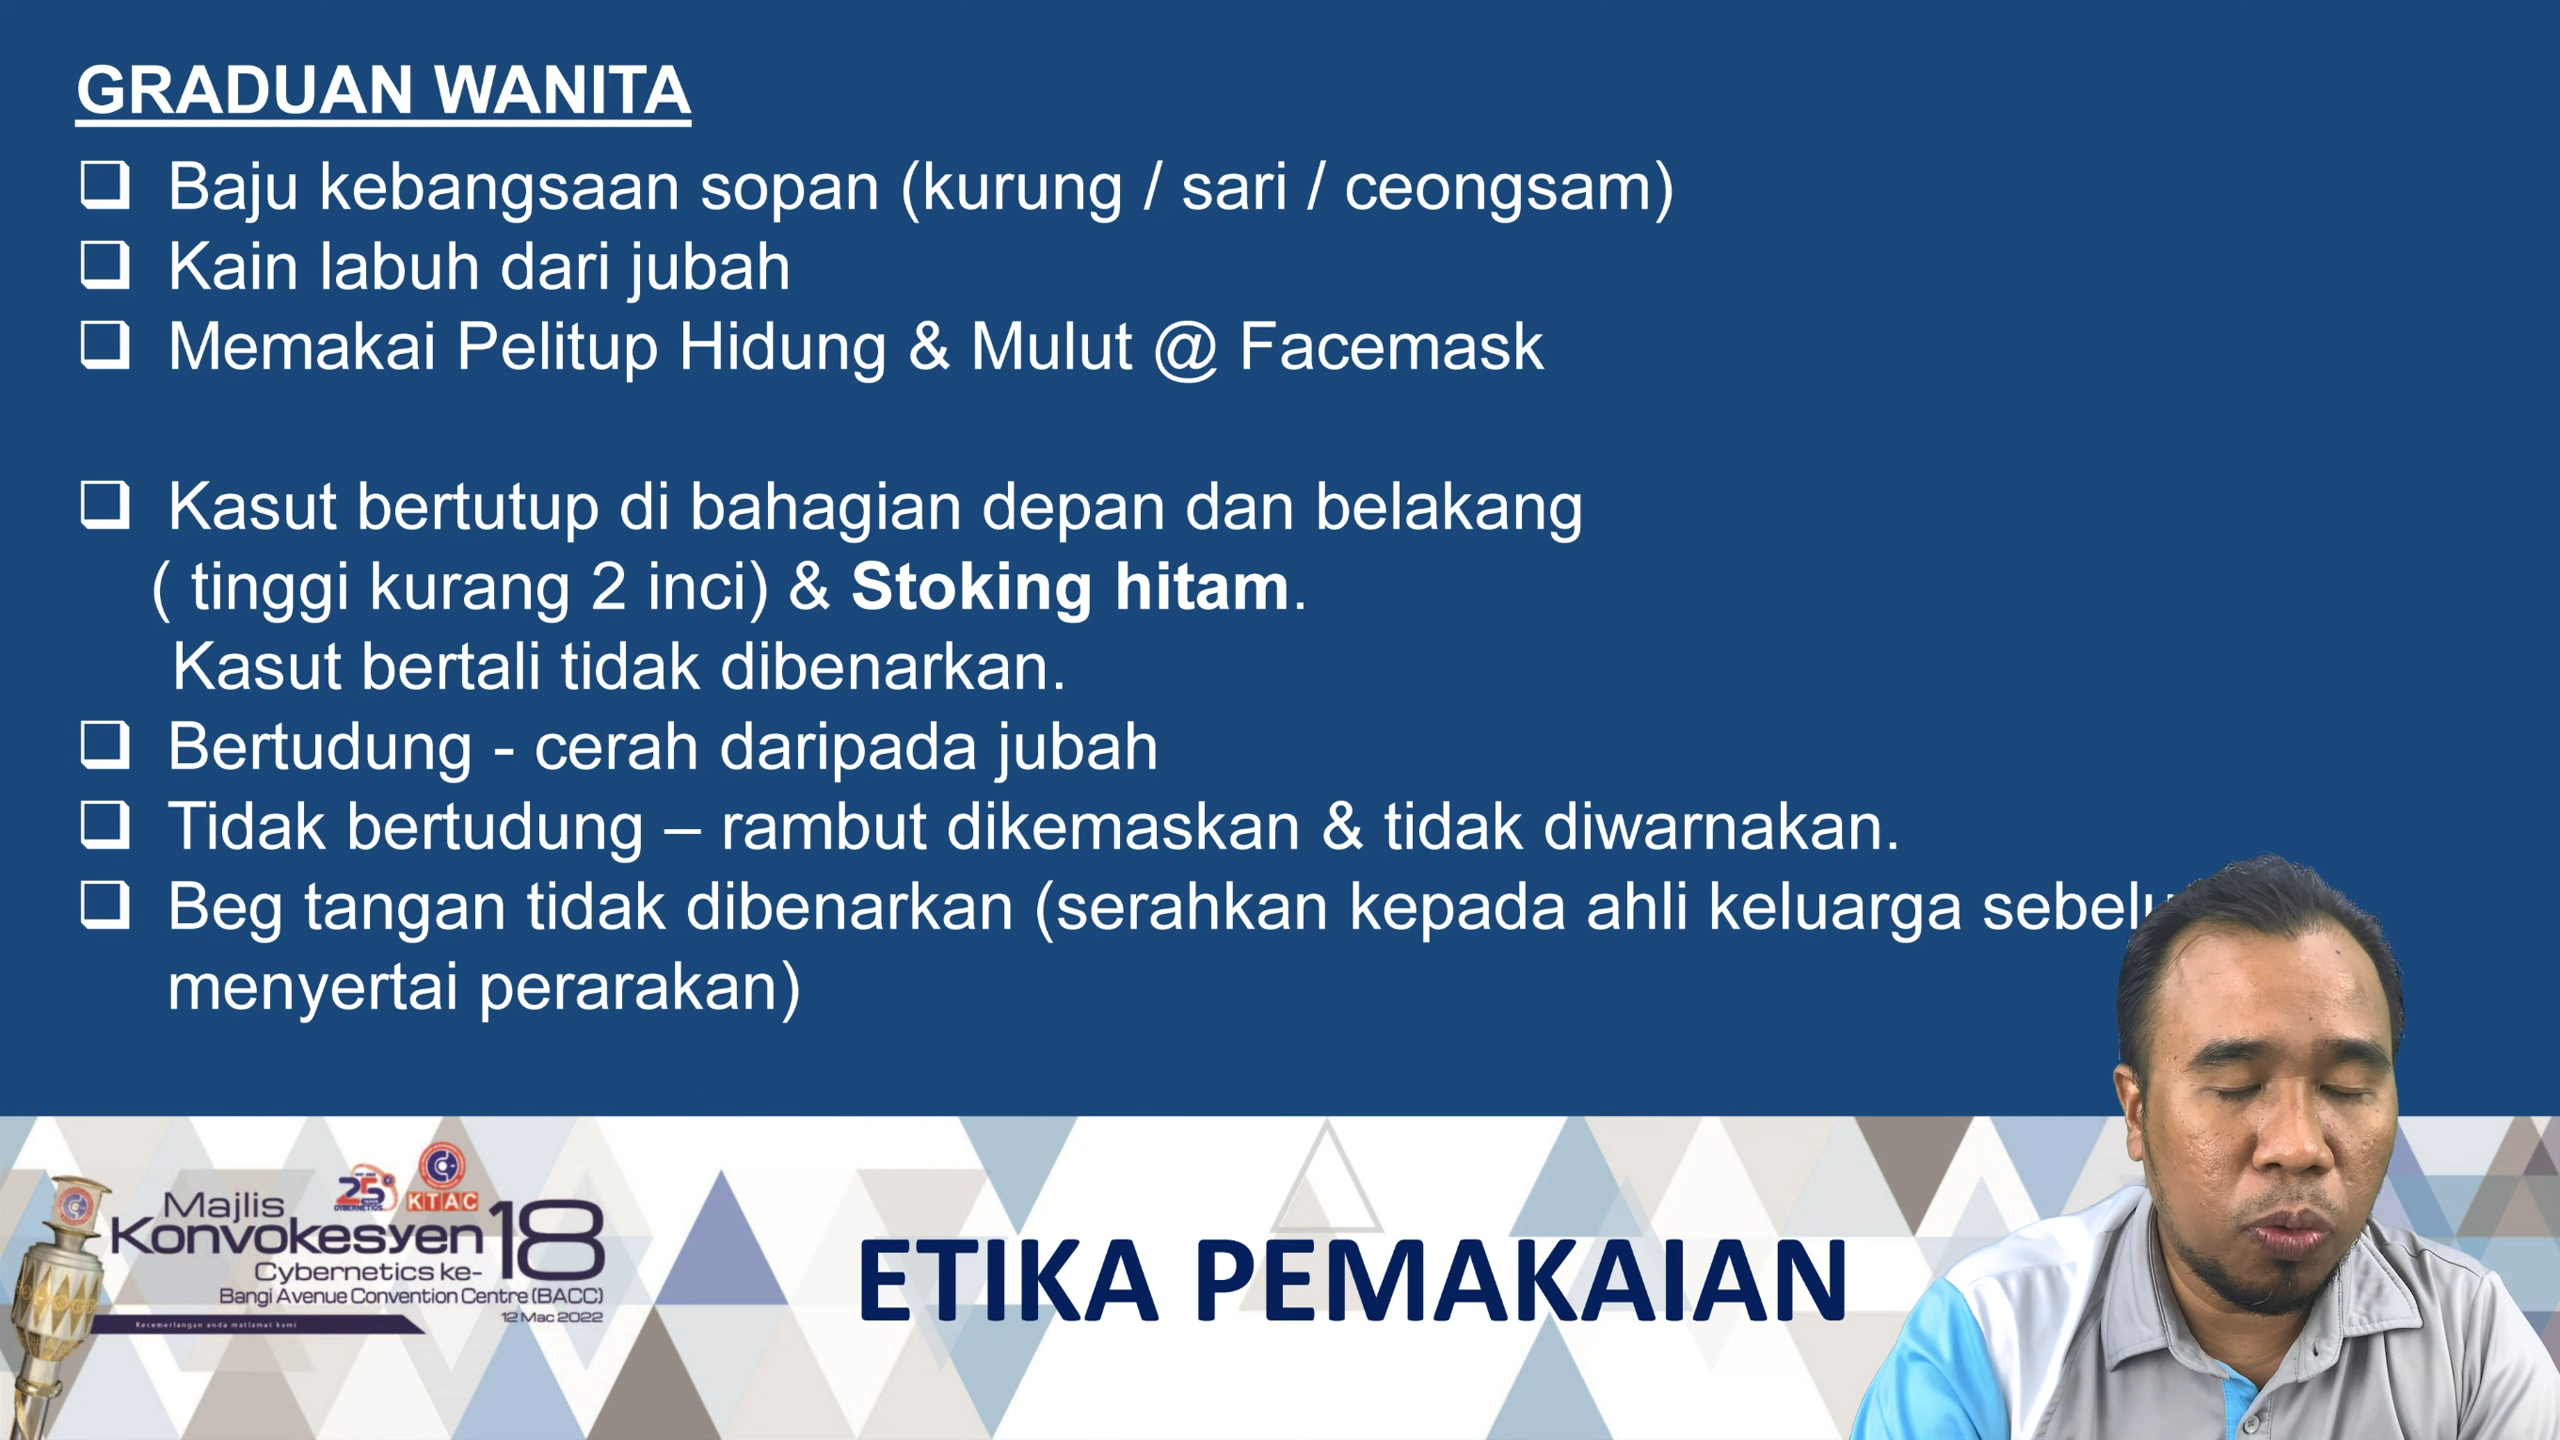 GRADUAN WANITA
Baju kebangsaan sopan (kurung / sari / ceongsam)
Kain labuh dari jubah
Memakai Pelitup Hidung & Mulut @ Facemask
Kasut bertutup di bahagian depan dan belakang
( tinggi kurang 2 inci) & Stoking hitam.
Kasut bertali tidak dibenarkan.
Bertudung - cerah daripada jubah
Tidak bertudung – rambut dikemaskan & tidak diwarnakan.
Beg tangan tidak dibenarkan (serahkan kepada ahli keluarga
menyertai perarakan)
25
CYBERNETICS
KTAC
Majlis
Konvokesyen 18
Cybernetics ke-
Bangi Avenue Convention Centre (BACC)
12 Mac 2022
Kecemerlangan anda matlamat kami
ETIKA PEMAKAIAN